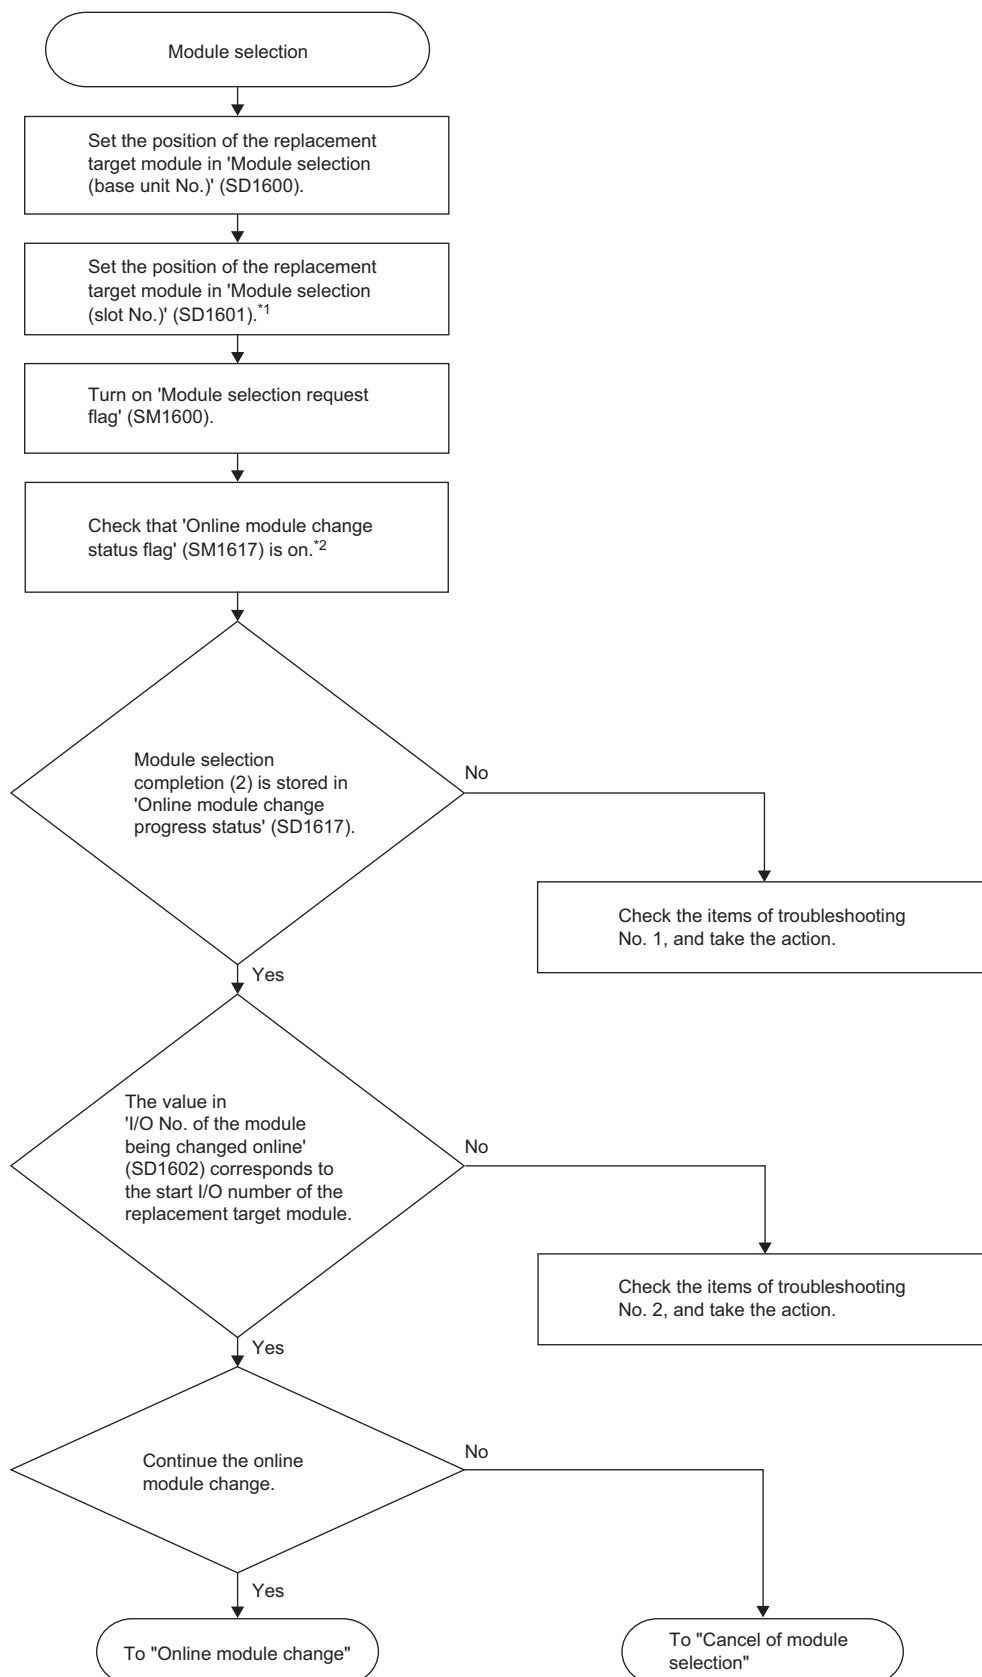 Module selection
Set the position of the replacement
target module in 'Module selection
(base unit No.)' (SD1600).
Set the position of the replacement
target module in 'Module selection
(slot No.)' (SD1601).*1
Turn on 'Module selection request
flag' (SM1600).
Check that 'Online module change
status flag' (SM1617) is on.*2
Module selection
completion (2) is stored in
'Online module change
progress status' (SD1617).
No
Check the items of troubleshooting
No. 1, and take the action.
Yes
The value in
'I/O No. of the module
being changed online'
(SD1602) corresponds to
the start I/O number of the
replacement target module.
No
Check the items of troubleshooting
No. 2, and take the action.
Yes
Continue the online
module change.
No
Yes
To "Online module change"
To "Cancel of module
selection"